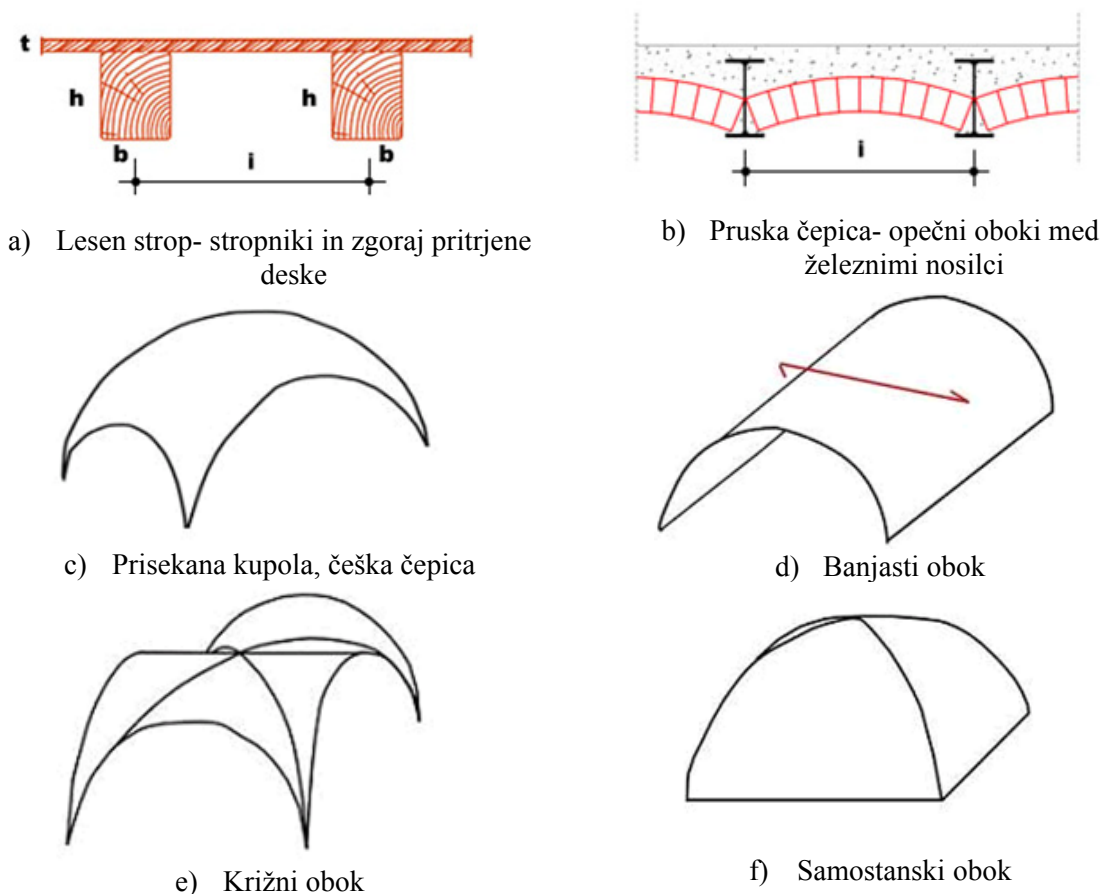 t
h
h
b
b
i
i
a) Lesen strop- stropniki in zgoraj pritrjene
deske
b) Pruska čepica- opečni oboki med
železnimi nosilci
c) Prisekana kupola, češka čepica
d) Banjasti obok
e) Križni obok
f) Samostanski obok